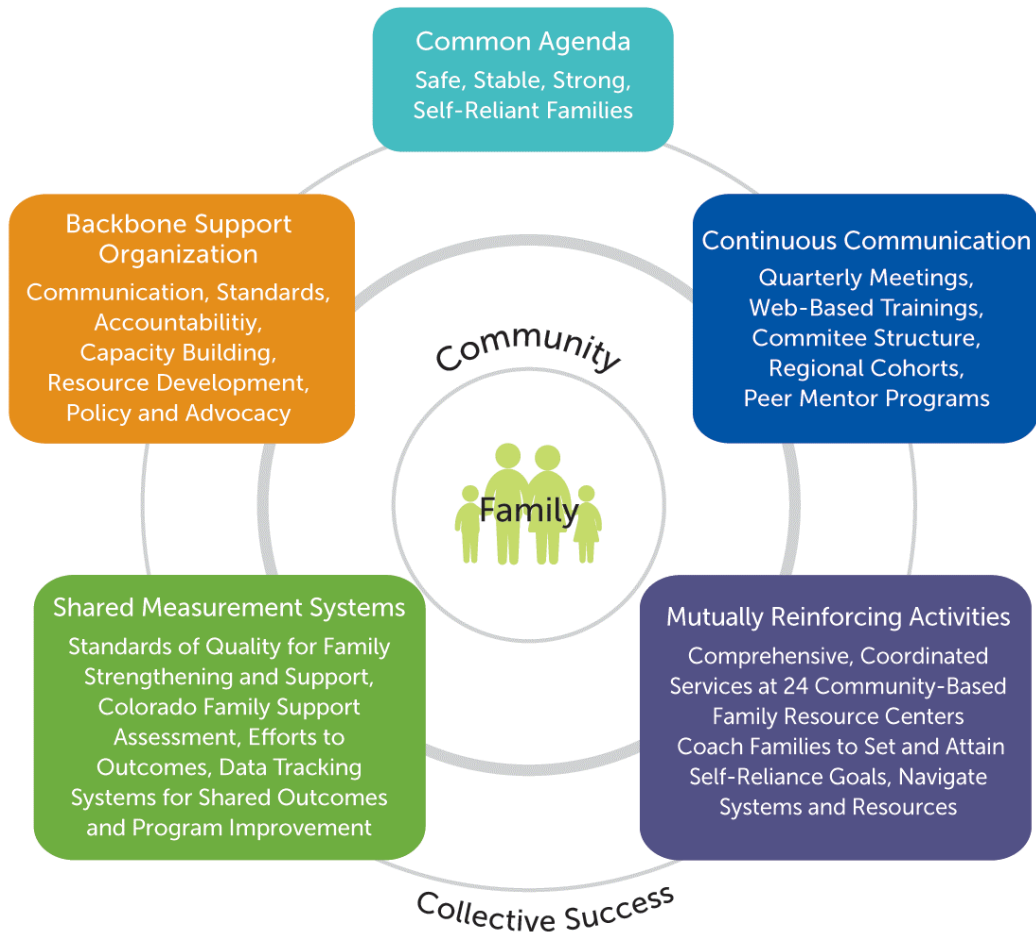 Common Agenda
Safe, Stable, Strong,
Self-Reliant Families
Backbone Support
Organization
Communication, Standards,
Accountabilitiy,
Capacity Building,
Resource Development,
Policy and Advocacy
Continuous Communication
Quarterly Meetings,
Web-Based Trainings,
Commitee Structure,
Regional Cohorts,
Peer Mentor Programs
Community
Family
Shared Measurement Systems
Standards of Quality for Family
Strengthening and Support,
Colorado Family Support
Assessment, Efforts to
Outcomes, Data Tracking
Systems for Shared Outcomes
and Program Improvement
Mutually Reinforcing Activities
Comprehensive, Coordinated
Services at 24 Community-Based
Family Resource Centers
Coach Families to Set and Attain
Self-Reliance Goals, Navigate
Systems and Resources
Collective Success